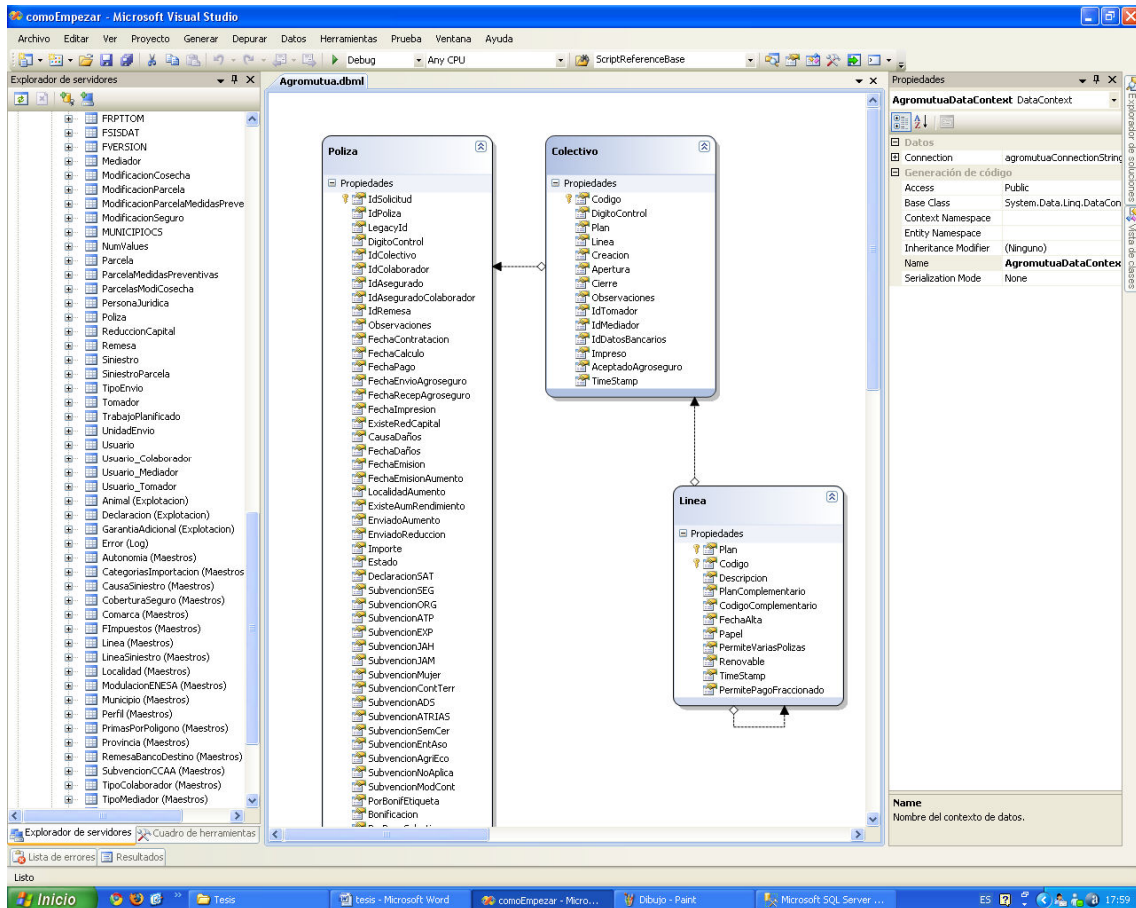 comoEmpezar - Microsoft Visual Studio
Archivo Editar Ver Proyecto Generar Depurar Datos Herramientas Prueba Ventana Ayuda
Debug Any CPU ScriptReferenceBase
Explorador de servidores
FRPTTOM
FSISDAT
FVERSION
Mediador
ModificacionCosecha
ModificacionParcela
ModificacionParcelaMedidasPreve
ModificacionSeguro
MUNICIPIOCS
NumValues
Parcela
ParcelaMedidasPreventivas
ParcelasModiCosecha
PersonaJuridica
Poliza
ReduccionCapital
Remesa
Siniestro
SiniestroParcela
TipoEnvio
Tomador
TrabajoPlanificado
UnidadEnvio
Usuario
Usuario_Colaborador
Usuario_Mediador
Usuario_Tomador
Animal (Explotacion)
Declaracion (Explotacion)
GarantiaAdicional (Explotacion)
Error (Log)
Autonomia (Maestros)
CategoriasImportacion (Maestros
CausaSiniestro (Maestros)
CoberturaSeguro (Maestros)
Comarca (Maestros)
FImpuestos (Maestros)
Linea (Maestros)
LineaSiniestro (Maestros)
Localidad (Maestros)
ModulacionENESA (Maestros)
Municipio (Maestros)
Perfil (Maestros)
PrimasPorPoligono (Maestros)
Provincia (Maestros)
RemesaBancoDestino (Maestros)
SubvencionCCAA (Maestros)
TipoColaborador (Maestros)
TipoMediador (Maestros)
Explorador de servidores Cuadro de herramientas
Agromutua.dbml
Poliza
Propiedades
IdSolicitud
IdPoliza
LegacyId
DigitoControl
IdColectivo
IdColaborador
IdAsegurado
IdAseguradoColaborador
IdRemesa
Observaciones
FechaContratacion
FechaCalculo
FechaPago
FechaEnvioAgroseguro
FechaRecepAgroseguro
FechaImpresion
ExisteRedCapital
CausaDaños
FechaDaños
FechaEmision
FechaEmisionAumento
LocalidadAumento
ExisteAumRendimiento
EnviadoAumento
EnviadoReduccion
Importe
Estado
DeclaracionSAT
SubvencionSEG
SubvencionORG
SubvencionATP
SubvencionEXP
SubvencionJAH
SubvencionJAM
SubvencionMujer
SubvencionContTerr
SubvencionADS
SubvencionATRIAS
SubvencionSemCer
SubvencionEntAso
SubvencionAgriEco
SubvencionNoAplica
SubvencionModCont
PorBonifEtiqueta
Bonificacion
Colectivo
Propiedades
Codigo
DigitoControl
Plan
Linea
Creacion
Apertura
Cierre
Observaciones
IdTomador
IdMediador
IdDatosBancarios
Impreso
AceptadoAgroseguro
TimeStamp
Linea
Propiedades
Plan
Codigo
Descripcion
PlanComplementario
CodigoComplementario
FechaAlta
Papel
PermiteVariasPolizas
Renovable
TimeStamp
PermitePagoFraccionado
Propiedades
AgromutuaDataContext DataContext
Datos
Connection agromutuaConnectionString
Generación de código
Access Public
Base Class System.Data.Linq.DataCon
Context Namespace
Entity Namespace
Inheritance Modifier (Ninguno)
Name AgromutuaDataContex
Serialization Mode None
Name
Nombre del contexto de datos.
Explorador de soluciones
Vista de clases
Lista de errores Resultados
Listo
Inicio Tesis tesis - Microsoft Word comoEmpezar - Micro... Dibujo - Paint Microsoft SQL Server ... ES 17:59